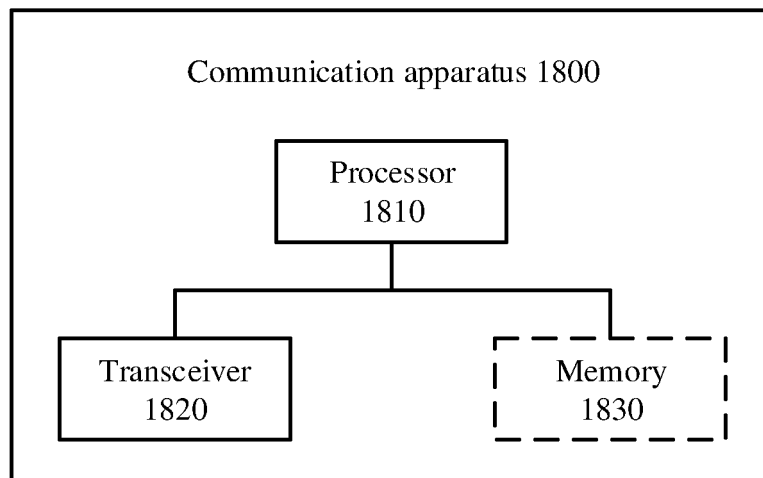 Communication apparatus 1800
Processor
1810
Transceiver
1820
Memory
1830